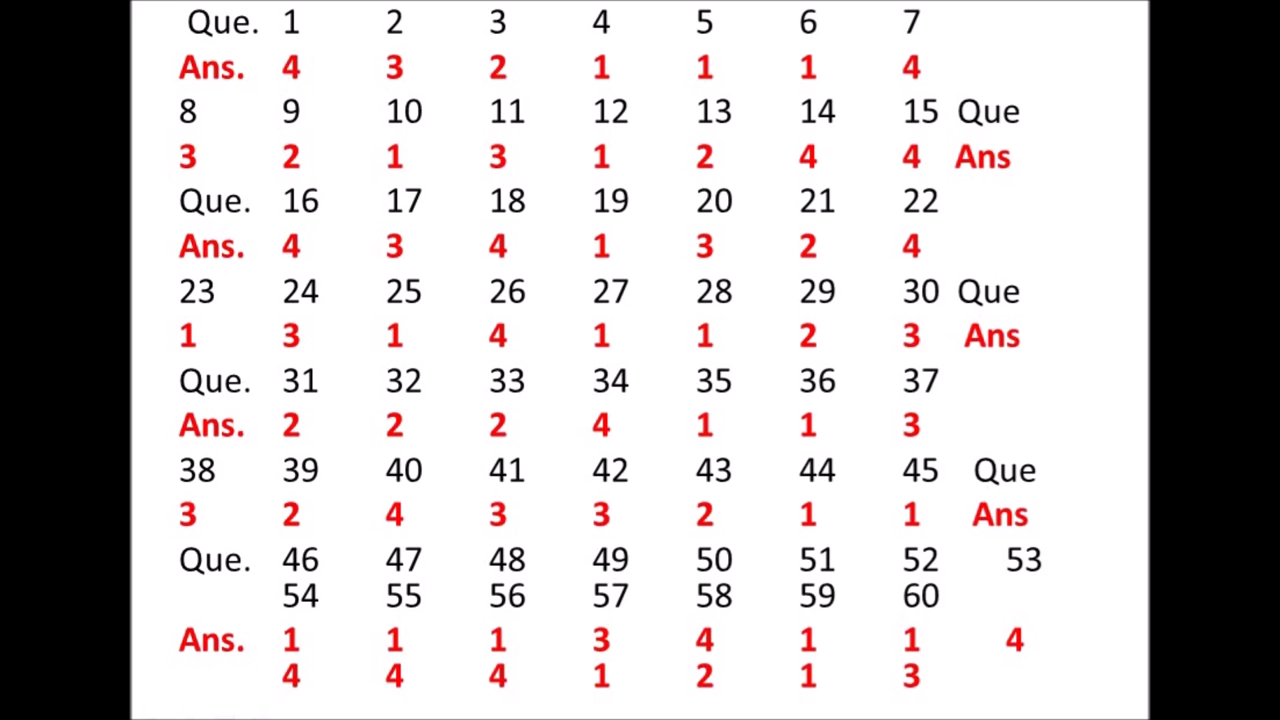 Que. 1 2 3 4 5 6 7
Ans. 4 3 2 1 1 1 4
8 9 10 11 12 13 14 15 Que
3 2 1 3 1 2 4 4 Ans
Que. 16 17 18 19 20 21 22
Ans. 4 3 4 1 3 2 4
23 24 25 26 27 28 29 30 Que
1 3 1 4 1 1 2 3 Ans
Que. 31 32 33 34 35 36 37
Ans. 2 2 2 4 1 1 3
38 39 40 41 42 43 44 45 Que
3 2 4 3 3 2 1 1 Ans
Que. 46 47 48 49 50 51 52 53
54 55 56 57 58 59 60
Ans. 1 1 1 3 4 1 1 4
4 4 4 1 2 1 3